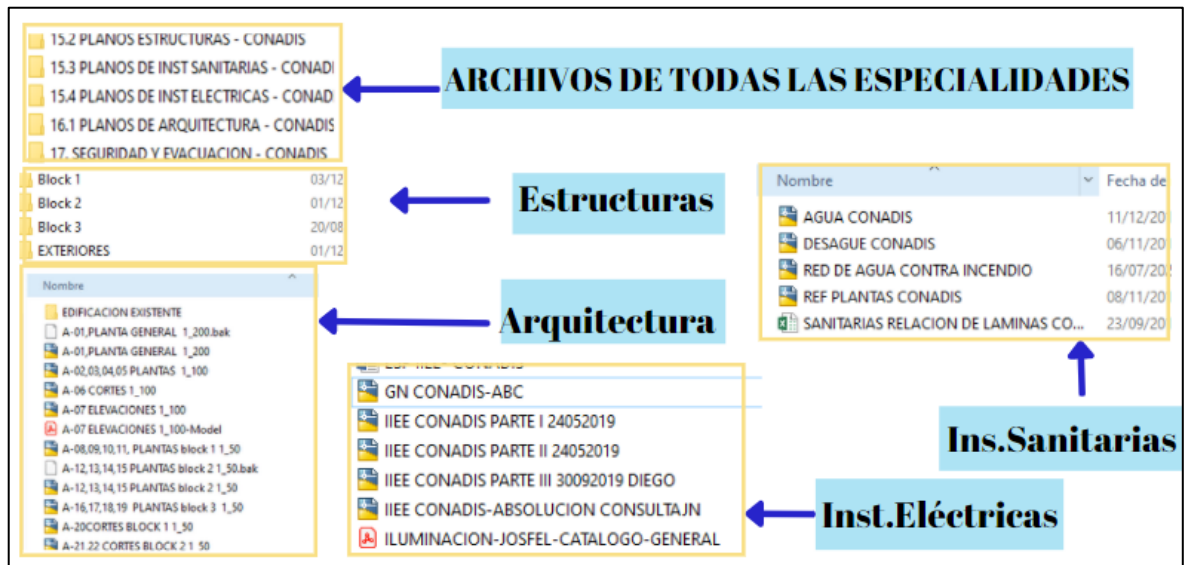 15.2 PLANOS ESTRUCTURAS - CONADIS
15.3 PLANOS DE INST SANITARIAS - CONADI
15.4 PLANOS DE INST ELECTRICAS - CONAD
16.1 PLANOS DE ARQUITECTURA - CONADIS
17. SEGURIDAD Y EVACUACION - CONADIS
ARCHIVOS DE TODAS LAS ESPECIALIDADES
Block 1 03/12
Block 2 01/12
Block 3 20/08
EXTERIORES 01/12
Estructuras
Nombre
EDIFICACION EXISTENTE
A-01,PLANTA GENERAL 1_200.bak
A-01,PLANTA GENERAL 1_200
A-02,03,04,05 PLANTAS 1_100
A-06 CORTES 1_100
A-07 ELEVACIONES 1_100
A-07 ELEVACIONES 1_100-Model
A-08,09,10,11, PLANTAS block 1 1_50
A-12,13,14,15 PLANTAS block 2 1_50.bak
A-12,13,14,15 PLANTAS block 2 1_50
A-16,17,18,19 PLANTAS block 3 1_50
A-20CORTES BLOCK 1 1_50
A-21.22 CORTES BLOCK 2 1 50
Arquitectura
Nombre Fecha de
AGUA CONADIS 11/12/20
DESAGUE CONADIS 06/11/20
RED DE AGUA CONTRA INCENDIO 16/07/202
REF PLANTAS CONADIS 08/11/20
SANITARIAS RELACION DE LAMINAS CO... 23/09/20
Ins.Sanitarias
GN CONADIS-ABC
IIEE CONADIS PARTE I 24052019
IIEE CONADIS PARTE II 24052019
IIEE CONADIS PARTE III 30092019 DIEGO
IIEE CONADIS-ABSOLUCION CONSULTAJN
ILUMINACION-JOSFEL-CATALOGO-GENERAL
Inst.Eléctricas